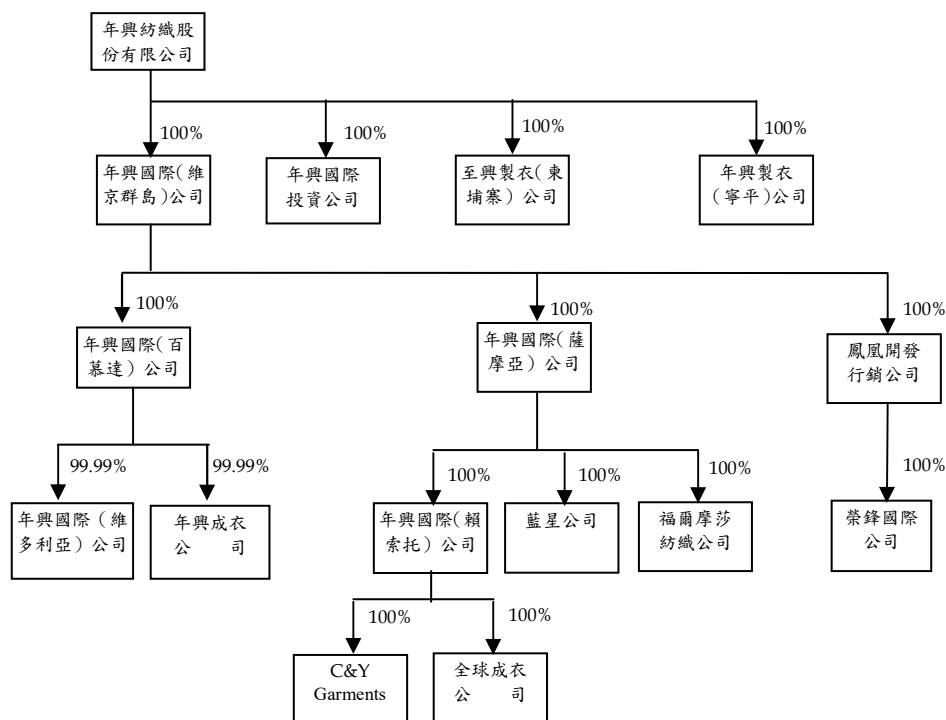 年興紡織股
份有限公司
100%
100%
100%
100%
年興國際(維
京群島)公司
年興國際
投資公司
至興製衣(柬
埔寨)公司
年興製衣
(寧平)公司
100%
100%
100%
年興國際(百
慕達)公司
年興國際(薩
摩亞)公司
鳳凰開發
行銷公司
99.99%
99.99%
100%
100%
100%
100%
年興國際(維
多利亞)公司
年興成衣
公 司
年興國際(賴
索托)公司
藍星公司
福爾摩莎
紡織公司
榮鋒國際
公司
100%
100%
C&Y
Garments
全球成衣
公 司